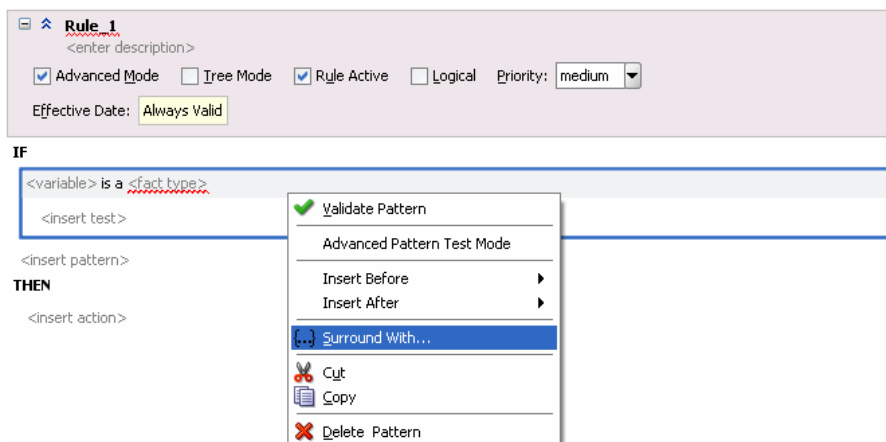 Rule_1
<enter description>
Advanced Mode Tree Mode Rule Active Logical Priority: medium
Effective Date: Always Valid
IF
<variable> is a <fact type>
<insert test>
<insert pattern>
THEN
<insert action>
Validate Pattern
Advanced Pattern Test Mode
Insert Before
Insert After
{...} Surround With...
Cut
Copy
Delete Pattern